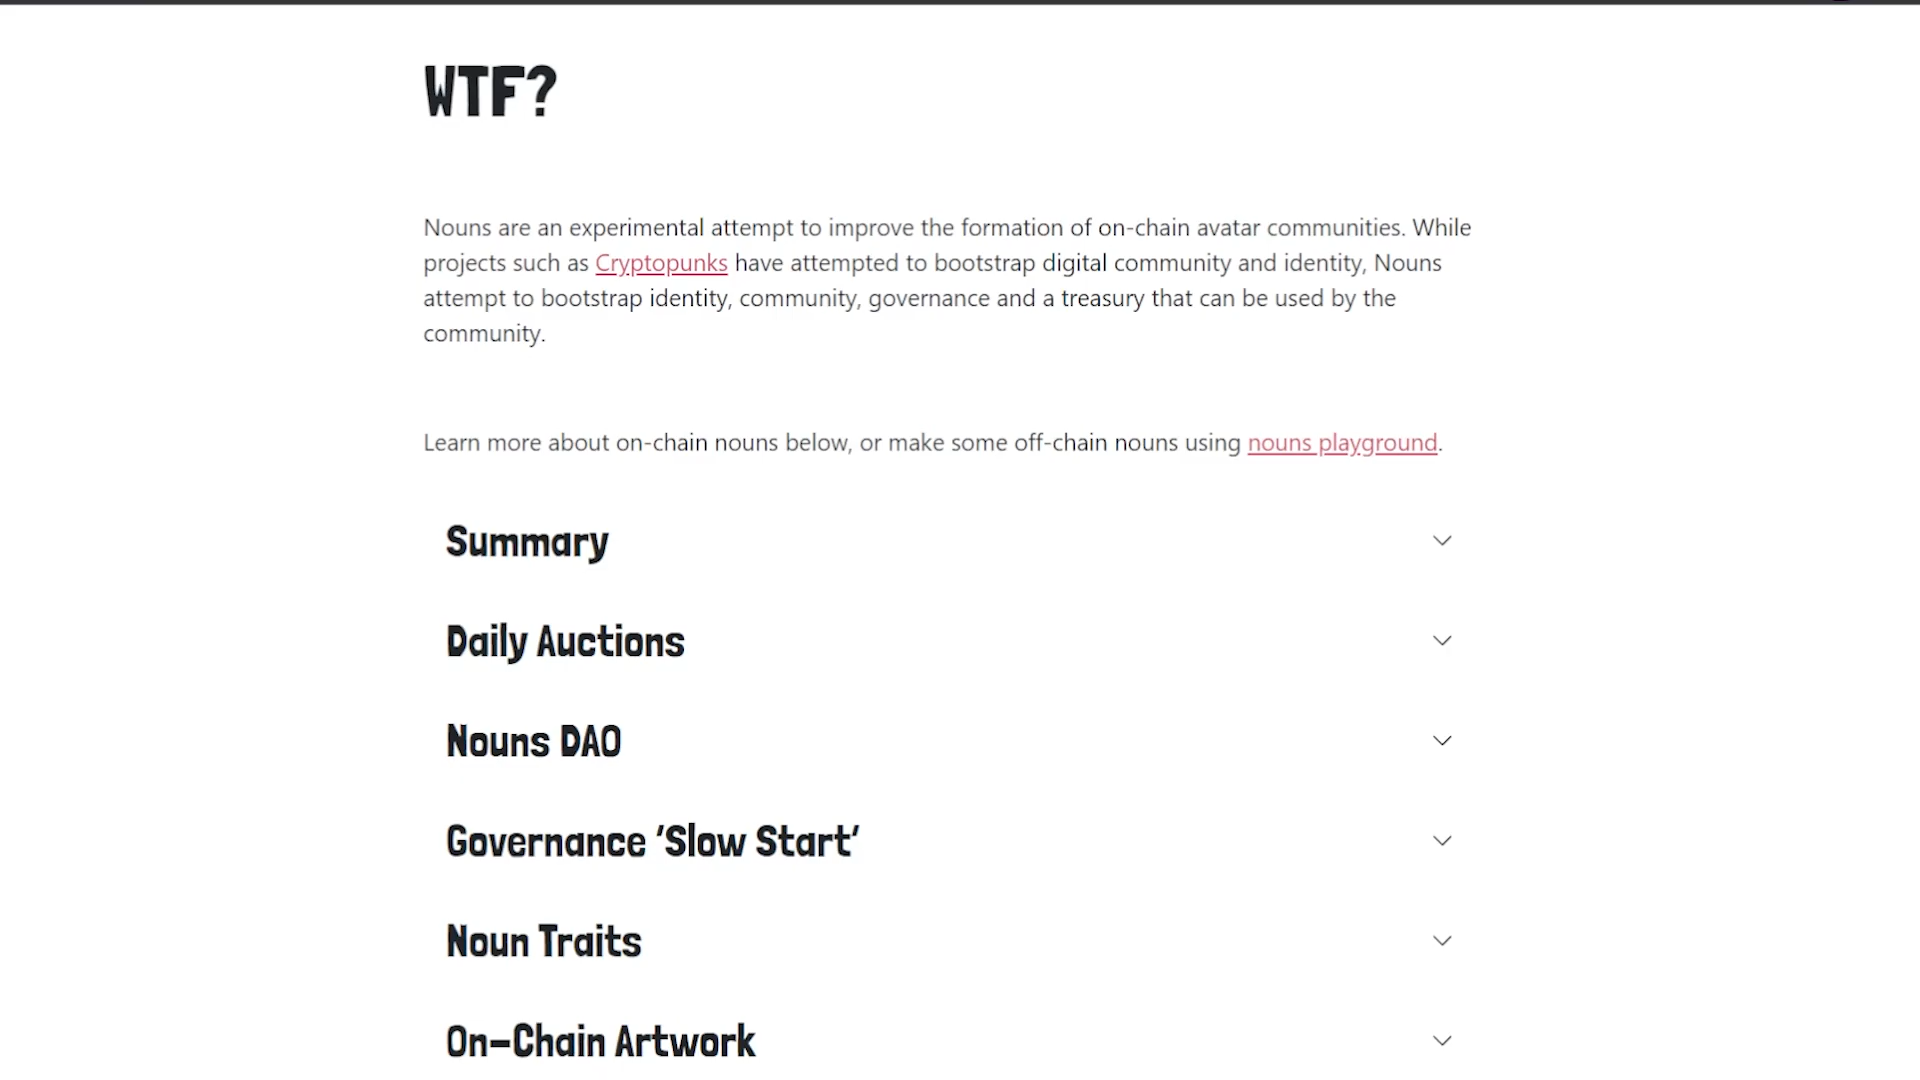 WTF?
Nouns are an experimental attempt to improve the formation of on-chain avatar communities. While
projects such as Cryptopunks have attempted to bootstrap digital community and identity, Nouns
attempt to bootstrap identity, community, governance and a treasury that can be used by the
community.
Learn more about on-chain nouns below, or make some off-chain nouns using nouns playground.
Summary
Daily Auctions
Nouns DAO
Governance ‘Slow Start’
Noun Traits
On-Chain Artwork